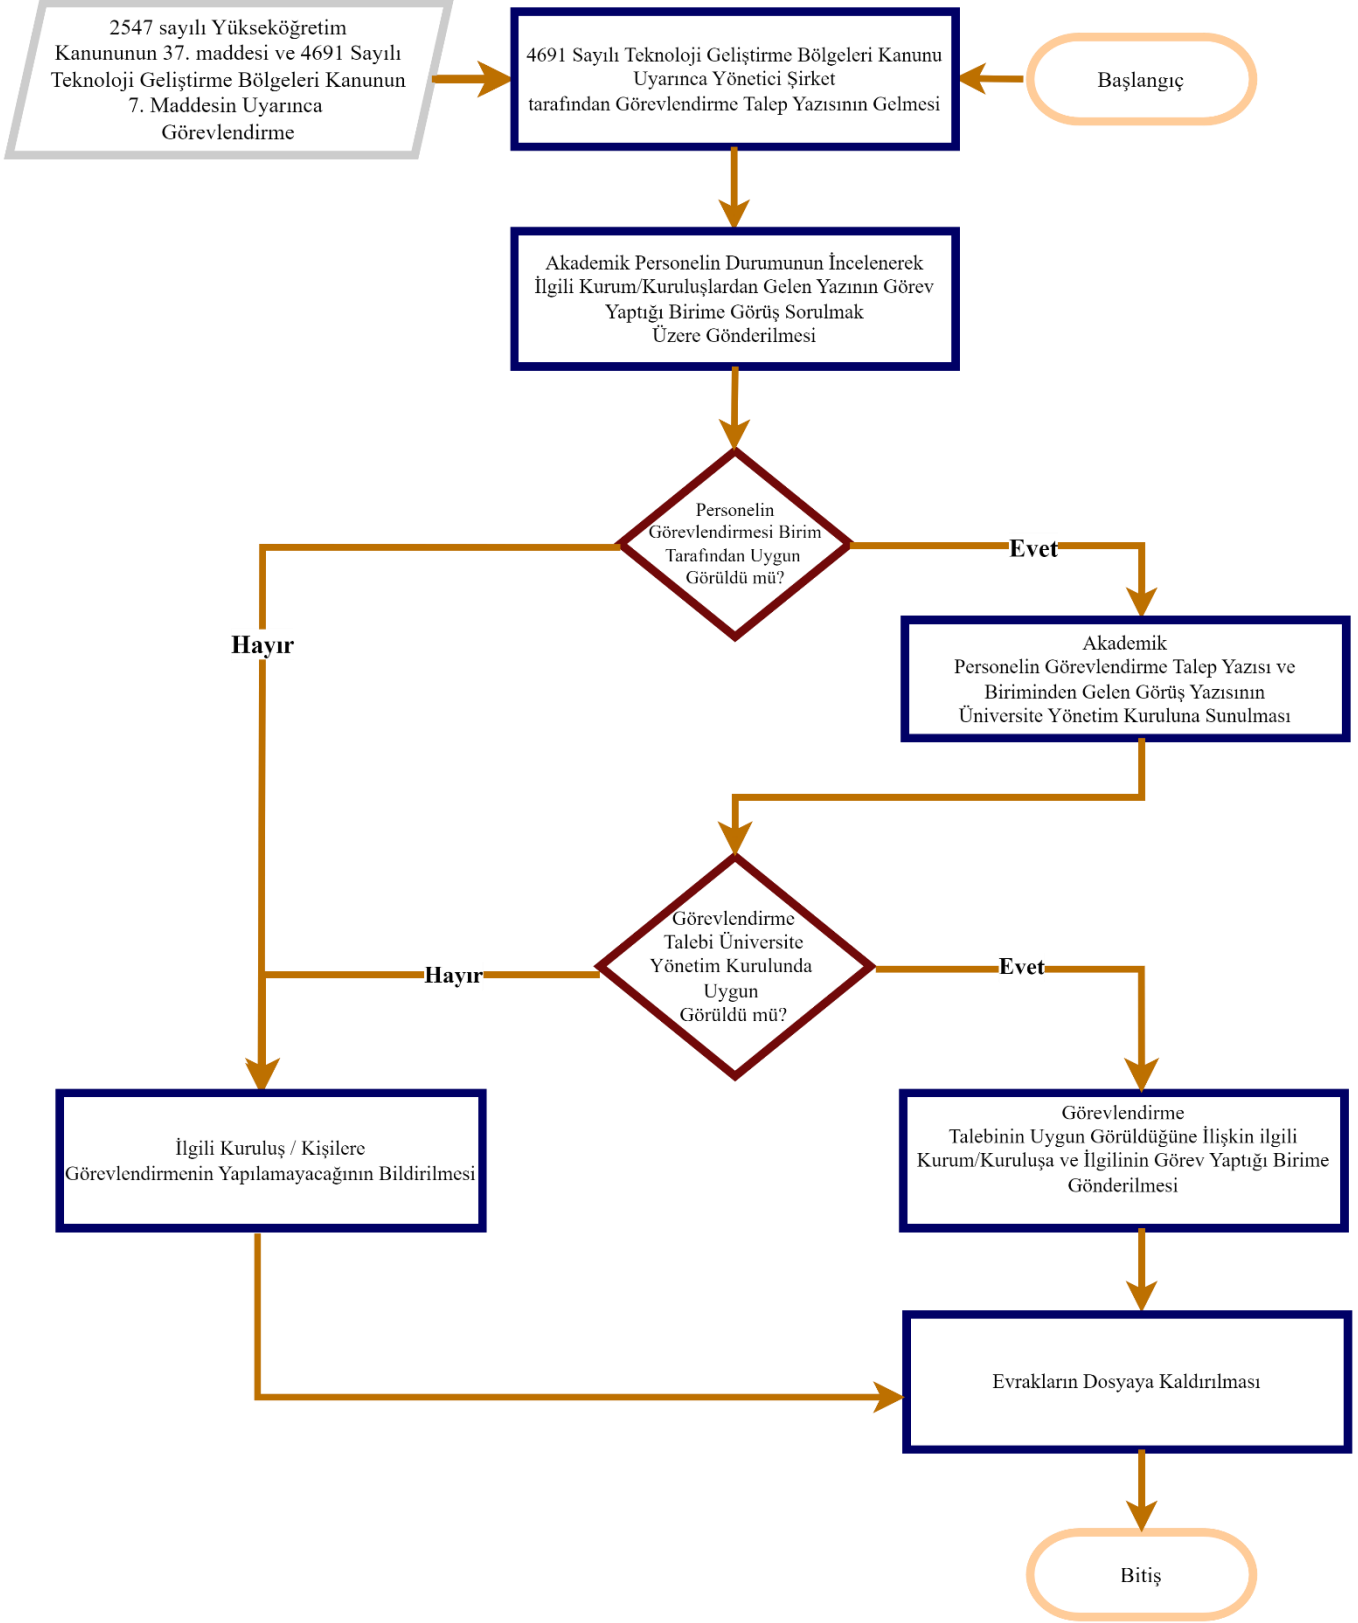 2547 sayılı Yükseköğretim
Kanununun 37. maddesi ve 4691 Sayılı
Teknoloji Geliştirme Bölgeleri Kanunun
7. Maddesin Uyarınca
Görevlendirme
4691 Sayılı Teknoloji Geliştirme Bölgeleri Kanunu
Uyarınca Yönetici Şirket
tarafından Görevlendirme Talep Yazısının Gelmesi
Başlangıç
Akademik Personelin Durumunun İncelenerek
İlgili Kurum/Kuruluşlardan Gelen Yazının Görev
Yaptığı Birime Görüş Sorulmak
Üzere Gönderilmesi
Personelin
Görevlendirmesi Birim
Tarafından Uygun
Görüldü mü?
Evet
Hayır
Akademik
Personelin Görevlendirme Talep Yazısı ve
Biriminden Gelen Görüş Yazısının
Üniversite Yönetim Kuruluna Sunulması
Görevlendirme
Talebi Üniversite
Yönetim Kurulunda
Uygun
Görüldü mü?
Hayır
Evet
İlgili Kuruluş / Kişilere
Görevlendirmenin Yapılamayacağının Bildirilmesi
Görevlendirme
Talebinin Uygun Görüldüğüne İlişkin ilgili
Kurum/Kuruluşa ve İlgilinin Görev Yaptığı Birime
Gönderilmesi
Evrakların Dosyaya Kaldırılması
Bitiş